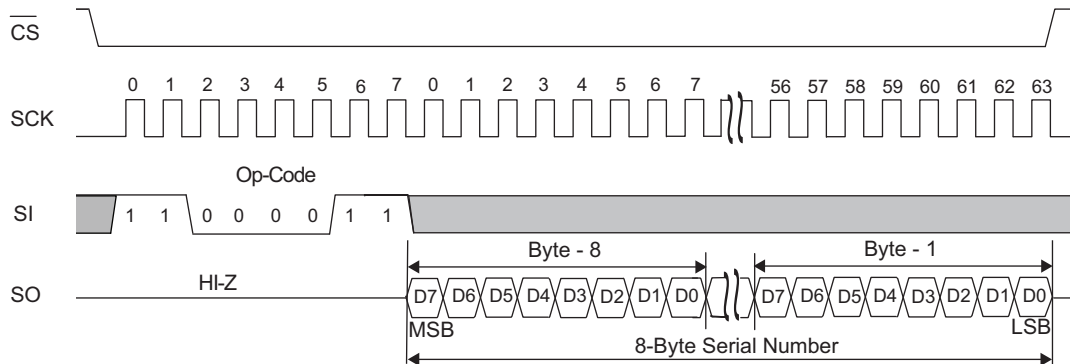 CS
0 1 2 3 4 5 6 7 0 1 2 3 4 5 6 7 56 57 58 59 60 61 62 63
SCK
Op-Code
SI 1 1 0 0 0 0 1 1
Byte - 8 Byte - 1
HI-Z
SO D7 D6 D5 D4 D3 D2 D1 D0 D7 D6 D5 D4 D3 D2 D1 D0
MSB LSB
8-Byte Serial Number